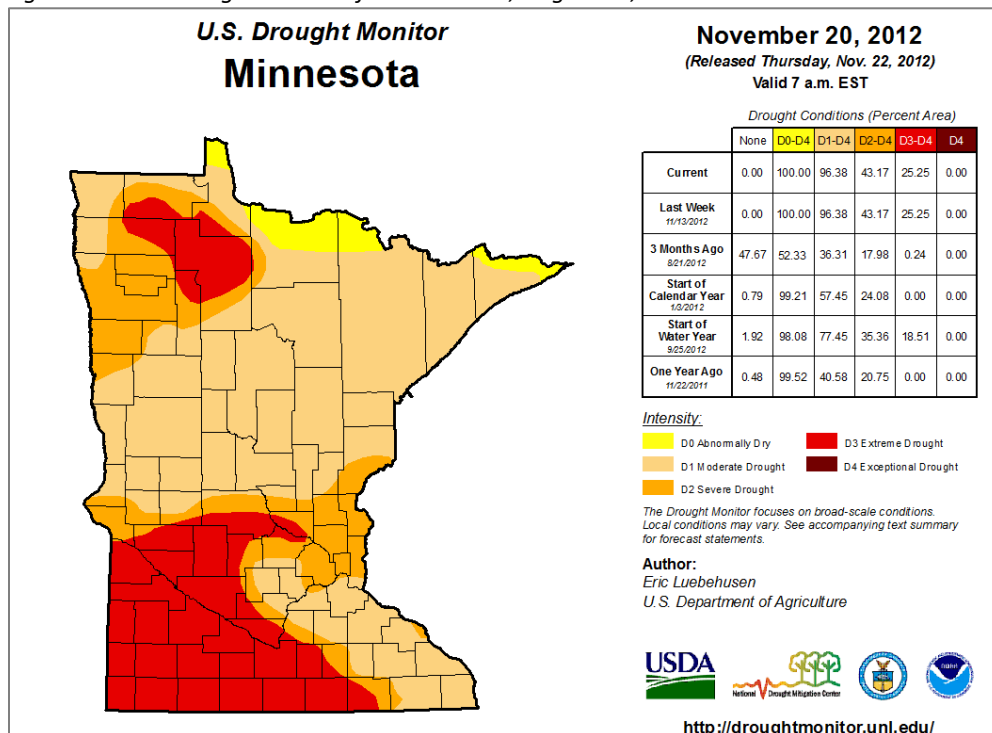 U.S. Drought Monitor
Minnesota
November 20, 2012
(Released Thursday, Nov. 22, 2012)
Valid 7 a.m. EST
Drought Conditions (Percent Area)
None D0-D4 D1-D4 D2-D4 D3-D4 D4
Current 0.00 100.00 96.38 43.17 25.25 0.00
Last Week
11/13/2012
0.00 100.00 96.38 43.17 25.25 0.00
3 Months Ago
8/21/2012
47.67 52.33 36.31 17.98 0.24 0.00
Start of
Calendar Year
1/3/2012
0.79 99.21 57.45 24.08 0.00 0.00
Start of
Water Year
9/25/2012
1.92 98.08 77.45 35.36 18.51 0.00
One Year Ago
11/22/2011
0.48 99.52 40.58 20.75 0.00 0.00
Intensity:
D0 Abnormally Dry
D3 Extreme Drought
D1 Moderate Drought
D4 Exceptional Drought
D2 Severe Drought
The Drought Monitor focuses on broad-scale conditions.
Local conditions may vary. See accompanying text summary
for forecast statements.
Author:
Eric Luebehusen
U.S. Department of Agriculture
USDA
National Drought Mitigation Center
http://droughtmonitor.unl.edu/